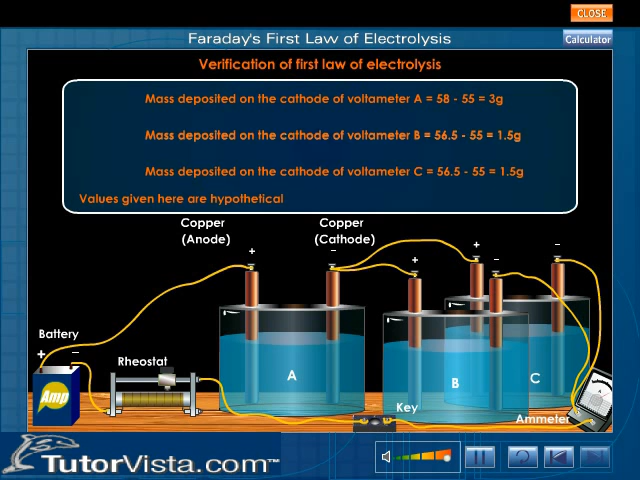 CLOSE
Faraday's First Law of Electrolysis
Calculator
Verification of first law of electrolysis
Mass deposited on the cathode of voltameter A = 58 - 55 = 3g
Mass deposited on the cathode of voltameter B = 56.5 - 55 = 1.5g
Mass deposited on the cathode of voltameter C = 56.5 - 55 = 1.5g
Values given here are hypothetical
Copper
(Anode)
Copper
(Cathode)
+
–
+
–
+
–
Battery
+ –
Rheostat
Amp
A
B
C
Key
Ammeter
TutorVista.com™